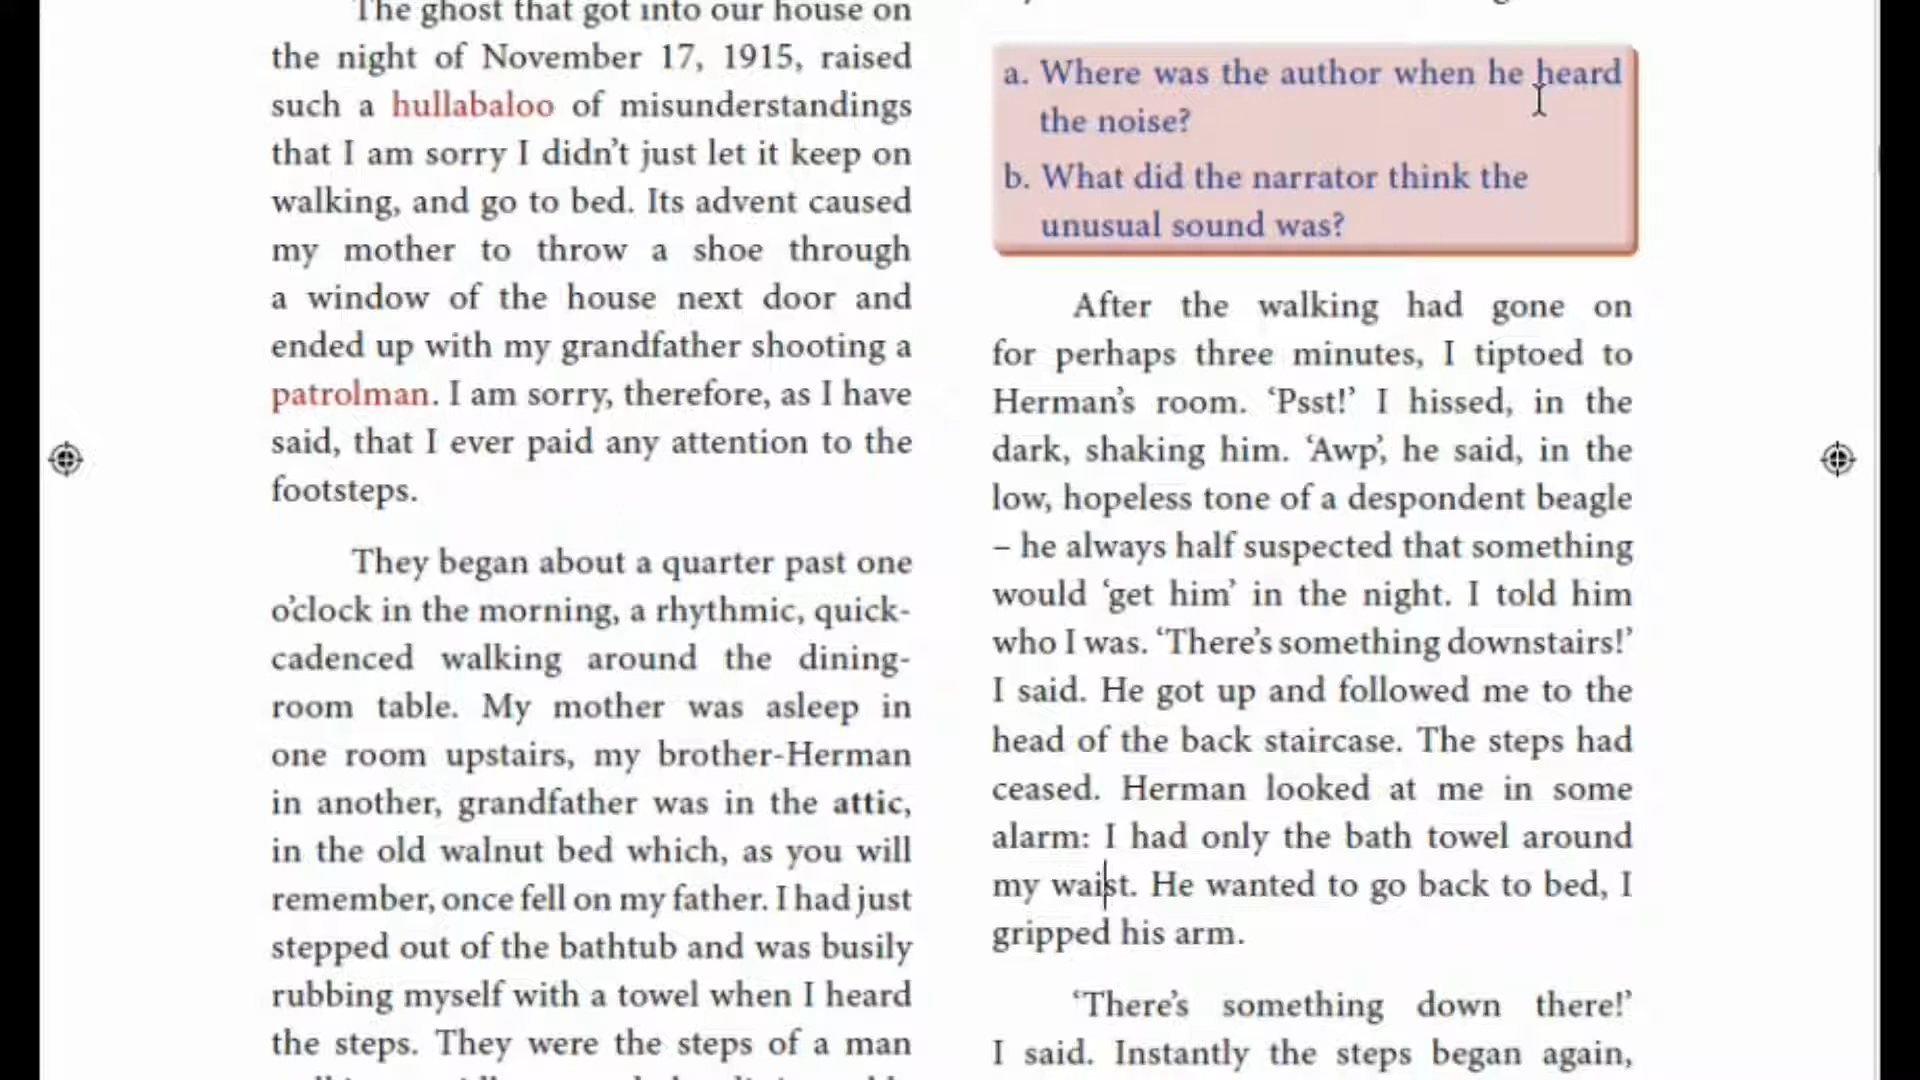 The ghost that got into our house on
the night of November 17, 1915, raised
such a hullabaloo of misunderstandings
that I am sorry I didn't just let it keep on
walking, and go to bed. Its advent caused
my mother to throw a shoe through
a window of the house next door and
ended up with my grandfather shooting a
patrolman. I am sorry, therefore, as I have
said, that I ever paid any attention to the
footsteps.
They began about a quarter past one
o'clock in the morning, a rhythmic, quick-
cadenced walking around the dining-
room table. My mother was asleep in
one room upstairs, my brother-Herman
in another, grandfather was in the attic,
in the old walnut bed which, as you will
remember, once fell on my father. I had just
stepped out of the bathtub and was busily
rubbing myself with a towel when I heard
the steps. They were the steps of a man
a. Where was the author when he heard
the noise?
b. What did the narrator think the
unusual sound was?
After the walking had gone on
for perhaps three minutes, I tiptoed to
Herman's room. ‘Psst!’ I hissed, in the
dark, shaking him. ‘Awp’, he said, in the
low, hopeless tone of a despondent beagle
– he always half suspected that something
would ‘get him’ in the night. I told him
who I was. ‘There's something downstairs!’
I said. He got up and followed me to the
head of the back staircase. The steps had
ceased. Herman looked at me in some
alarm: I had only the bath towel around
my waist. He wanted to go back to bed, I
gripped his arm.
‘There's something down there!’
I said. Instantly the steps began again,